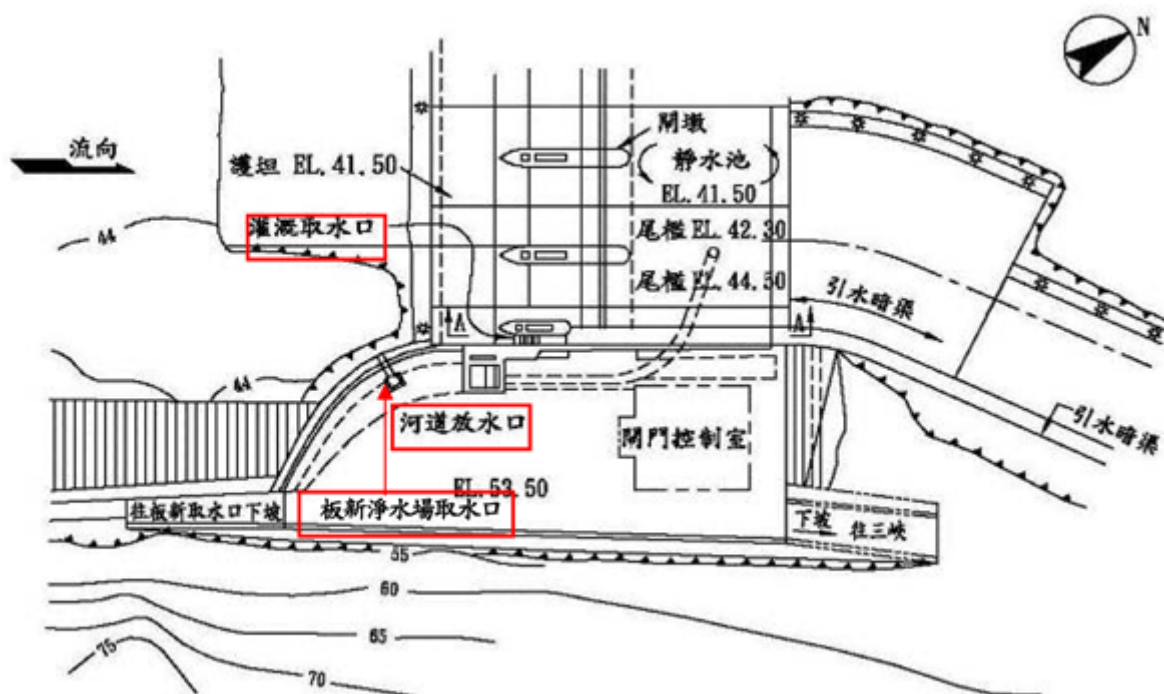 N
流向
閘墩
靜水池
EL.41.50
護坦 EL.41.50
灌溉取水口
尾檻 EL.42.30
尾檻 EL.44.50
44
引水暗渠
A
A
44
河道放水口
閘門控制室
引水暗渠
EL.53.50
往板新取水口下坡
板新淨水場取水口
下坡
往三峽
55
60
65
70
75